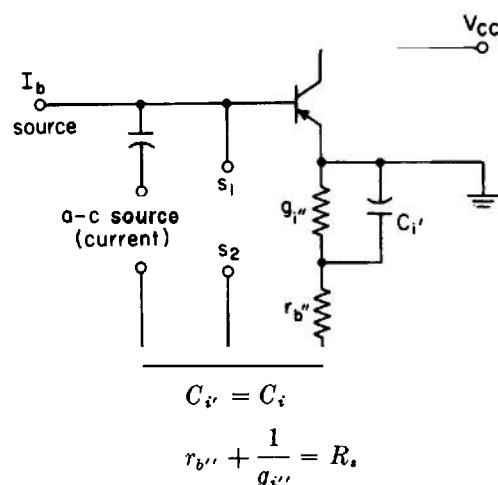 V_CC
I_b
source
s_1
a-c source
(current)
g_i''
C_i'
s_2
r_b''
C_i' = C_i
r_b'' + 1/g_i'' = R_s